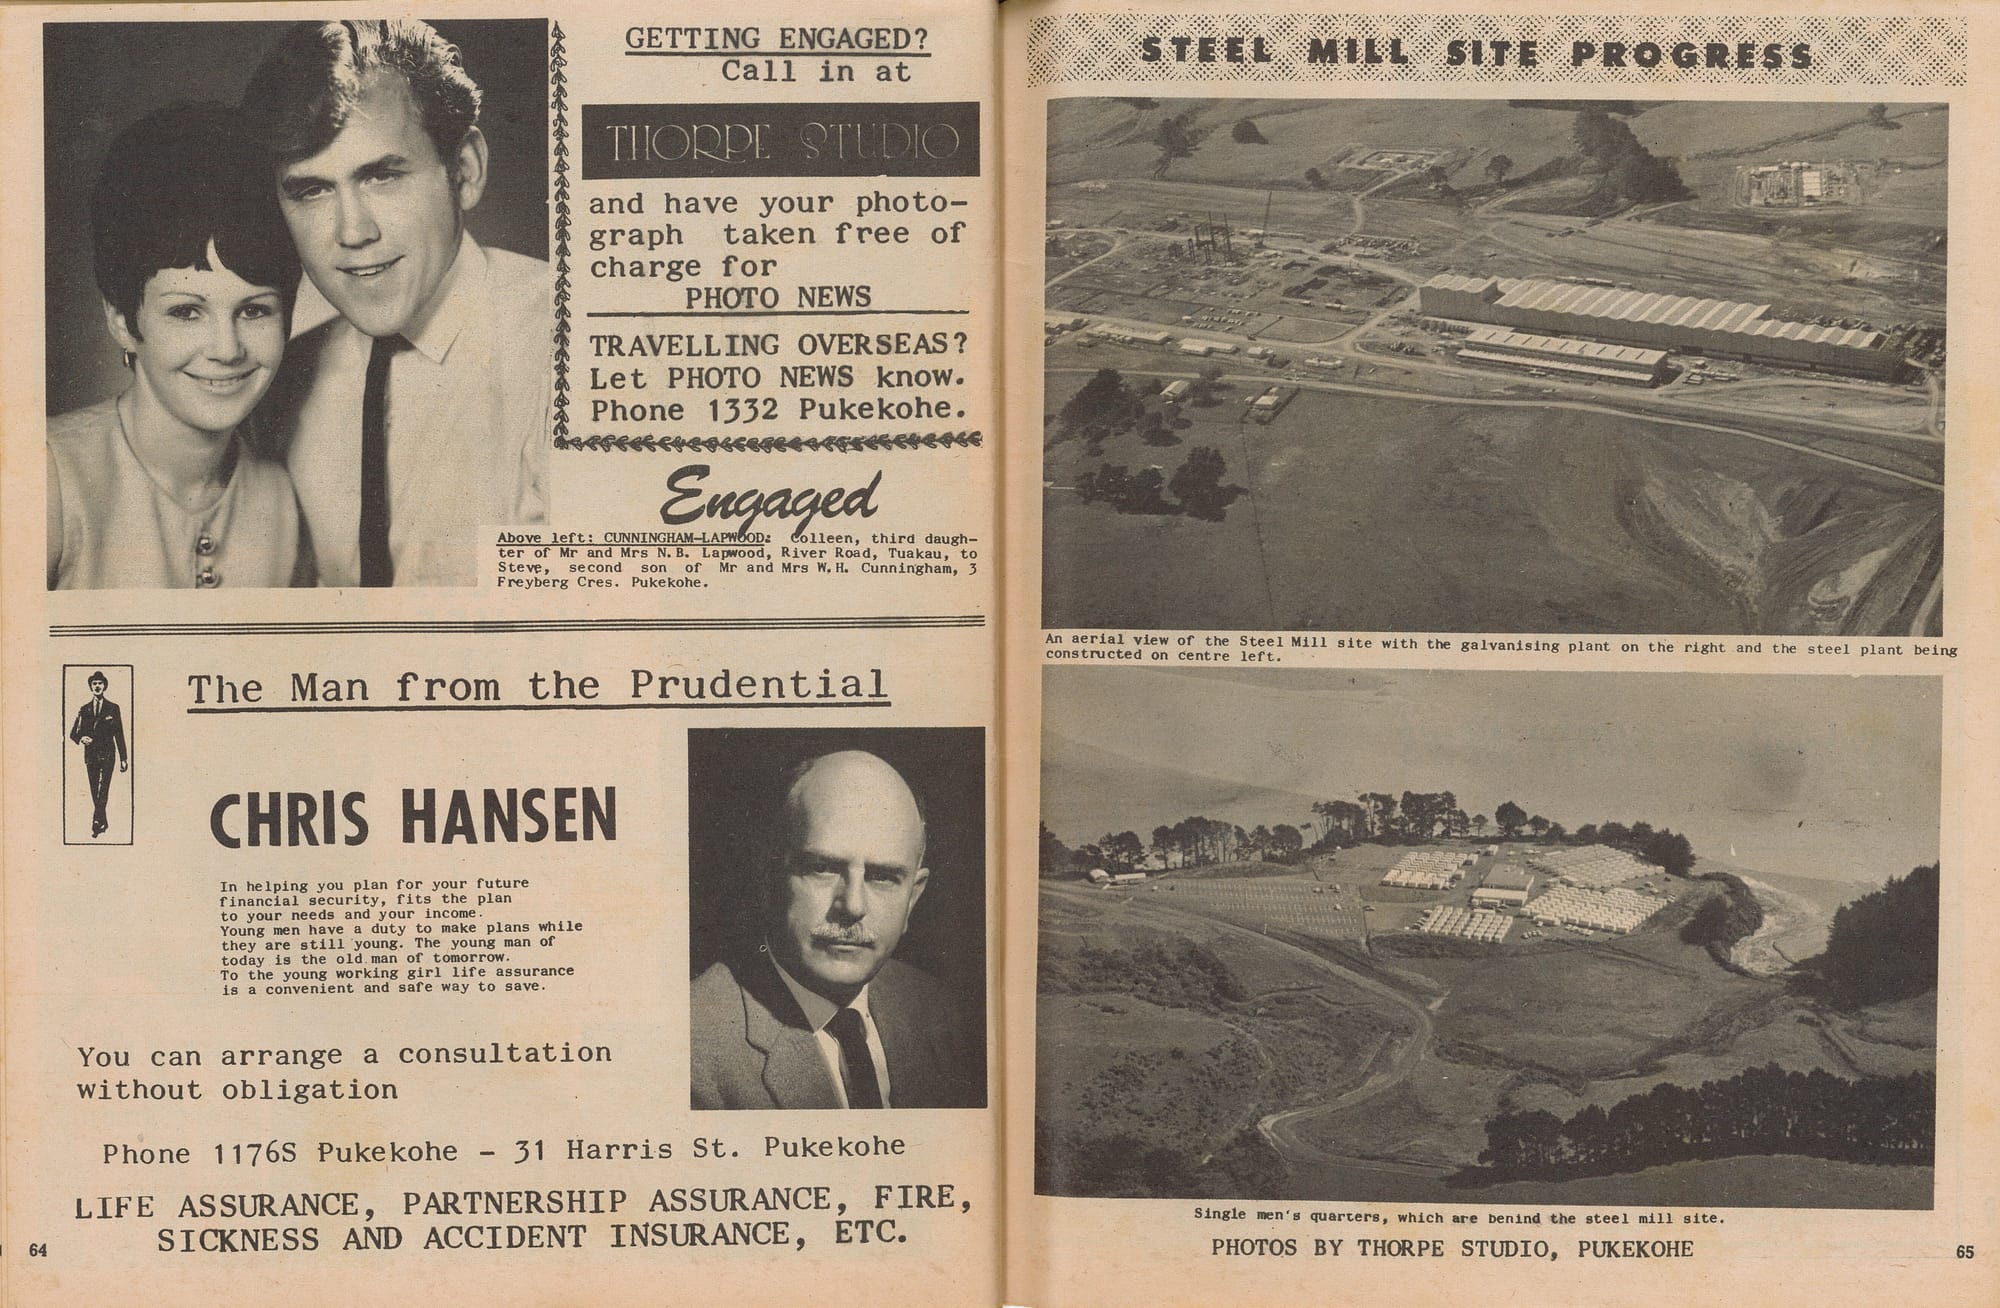 GETTING ENGAGED?
Call in at
THORPE STUDIO
and have your photo-
graph taken free of
charge for
PHOTO NEWS
TRAVELLING OVERSEAS?
Let PHOTO NEWS know.
Phone 1332 Pukekohe.
Engaged
Above left: CUNNINGHAM-LAPWOOD: Colleen, third daugh-
ter of Mr and Mrs N.B. Lapwood, River Road, Tuakau, to
Steve, second son of Mr and Mrs W.H. Cunningham, 3
Freyberg Cres. Pukekohe.
The Man from the Prudential
CHRIS HANSEN
In helping you plan for your future
financial security, fits the plan
to your needs and your income.
Young men have a duty to make plans while
they are still young. The young man of
today is the old man of tomorrow.
To the young working girl life assurance
is a convenient and safe way to save.
You can arrange a consultation
without obligation
Phone 1176S Pukekohe - 31 Harris St. Pukekohe
LIFE ASSURANCE, PARTNERSHIP ASSURANCE, FIRE,
SICKNESS AND ACCIDENT INSURANCE, ETC.
64
STEEL MILL SITE PROGRESS
An aerial view of the Steel Mill site with the galvanising plant on the right and the steel plant being
constructed on centre left.
Single men's quarters, which are benind the steel mill site.
PHOTOS BY THORPE STUDIO, PUKEKOHE
65